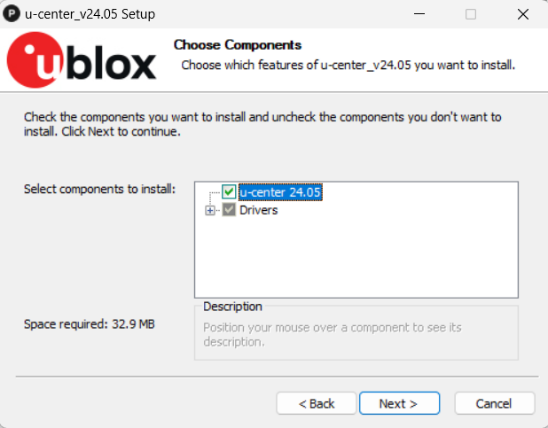 u-center_v24.05 Setup
ublox
Choose Components
Choose which features of u-center_v24.05 you want to install.
Check the components you want to install and uncheck the components you don't want to
install. Click Next to continue.
Select components to install:
u-center 24.05
Drivers
Space required: 32.9 MB
Description
Position your mouse over a component to see its
description.
< Back
Next >
Cancel